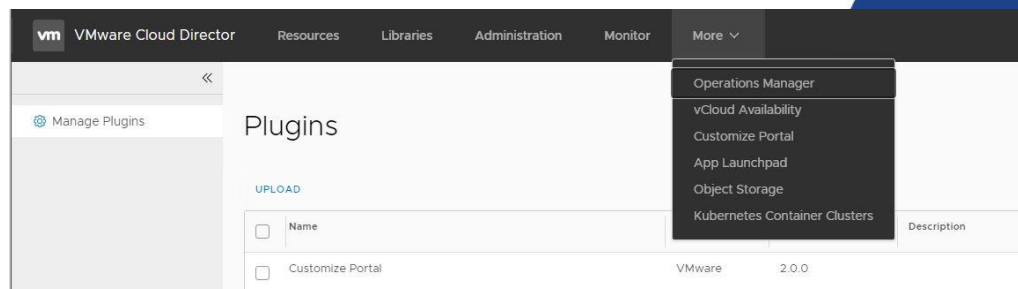 vm VMware Cloud Director Resources Libraries Administration Monitor More
Operations Manager
vCloud Availability
Customize Portal
App Launchpad
Object Storage
Kubernetes Container Clusters
Manage Plugins
Plugins
UPLOAD
Name Description
Customize Portal VMware 2.0.0